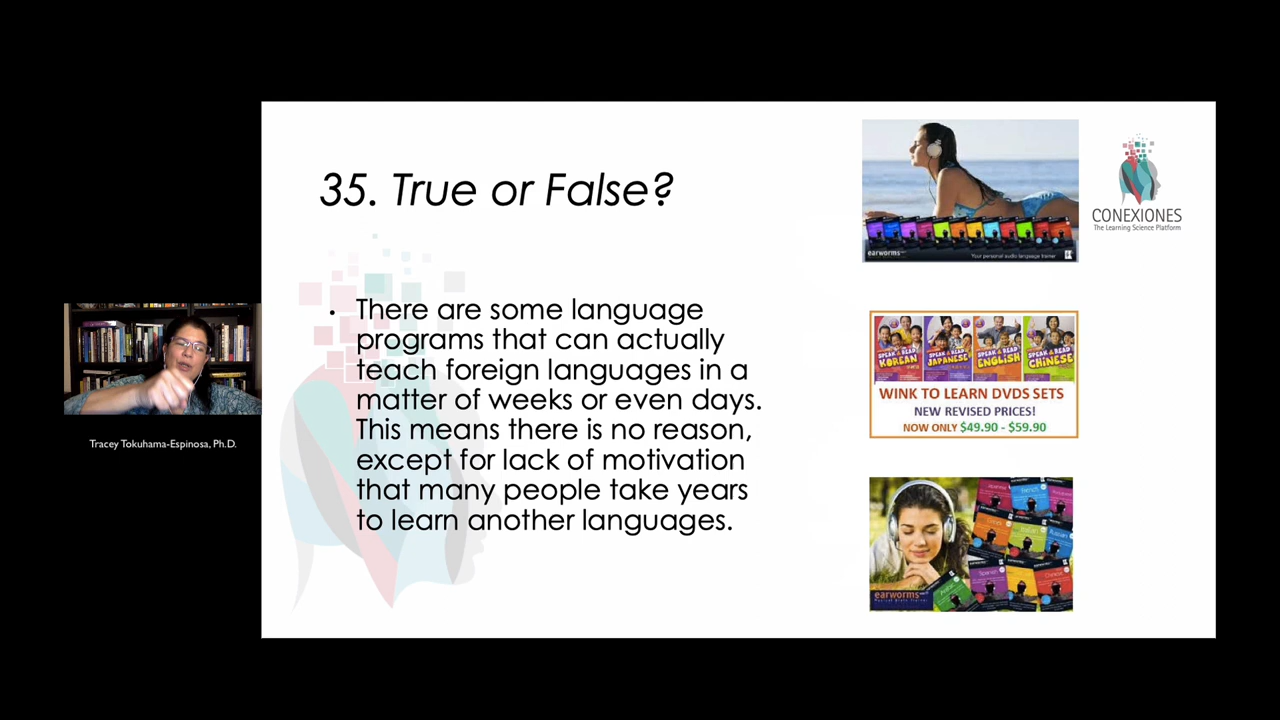 35. True or False?
• There are some language
programs that can actually
teach foreign languages in a
matter of weeks or even days.
This means there is no reason,
except for lack of motivation
that many people take years
to learn another languages.
earworms
Your personal audio language trainer
CONEXIONES
The Learning Science Platform
SPEAK & READ KOREAN
SPEAK & READ JAPANESE
SPEAK & READ ENGLISH
SPEAK & READ CHINESE
WINK TO LEARN DVDS SETS
NEW REVISED PRICES!
NOW ONLY $49.90 - $59.90
earworms
Tracey Tokuhama-Espinosa, Ph.D.